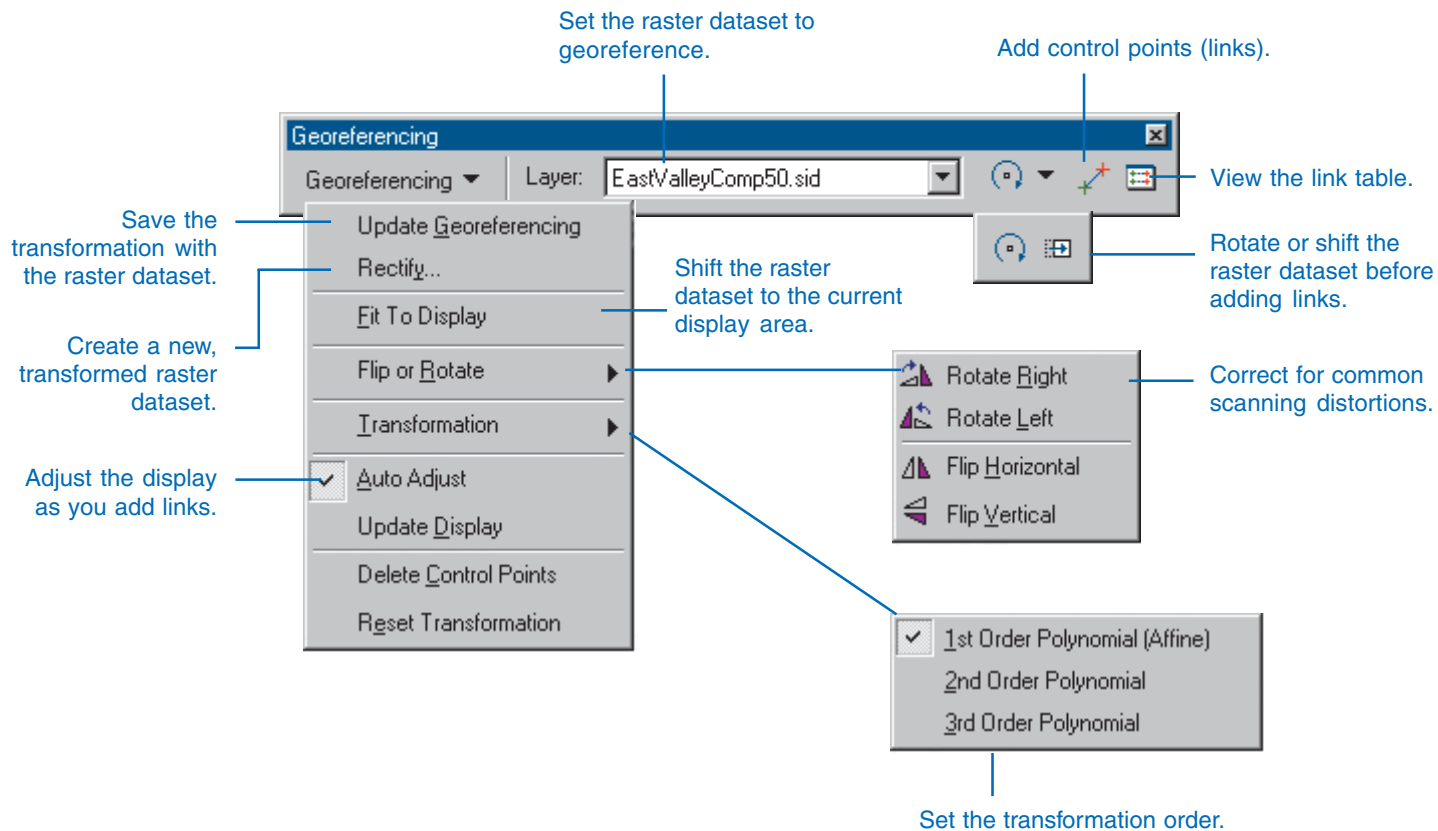 Set the raster dataset to
georeference.
Add control points (links).
Georeferencing
Georeferencing
Layer:
EastValleyComp50.sid
View the link table.
Save the
transformation with
the raster dataset.
Update Georeferencing
Rectify...
Rotate or shift the
raster dataset before
adding links.
Shift the raster
dataset to the current
display area.
Fit To Display
Create a new,
transformed raster
dataset.
Flip or Rotate
Rotate Right
Rotate Left
Flip Horizontal
Flip Vertical
Correct for common
scanning distortions.
Transformation
Adjust the display
as you add links.
Auto Adjust
Update Display
Delete Control Points
Reset Transformation
1st Order Polynomial (Affine)
2nd Order Polynomial
3rd Order Polynomial
Set the transformation order.